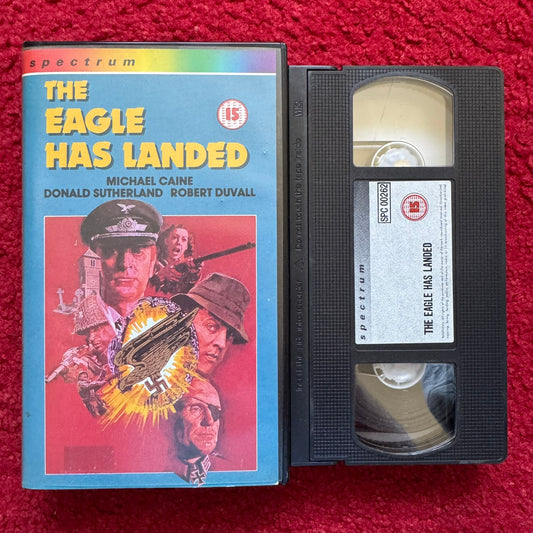 spectrum
THE
EAGLE
HAS LANDED
15
MICHAEL CAINE
DONALD SUTHERLAND ROBERT DUVALL
VHS
SPC 00262
15
spectrum
THE EAGLE HAS LANDED